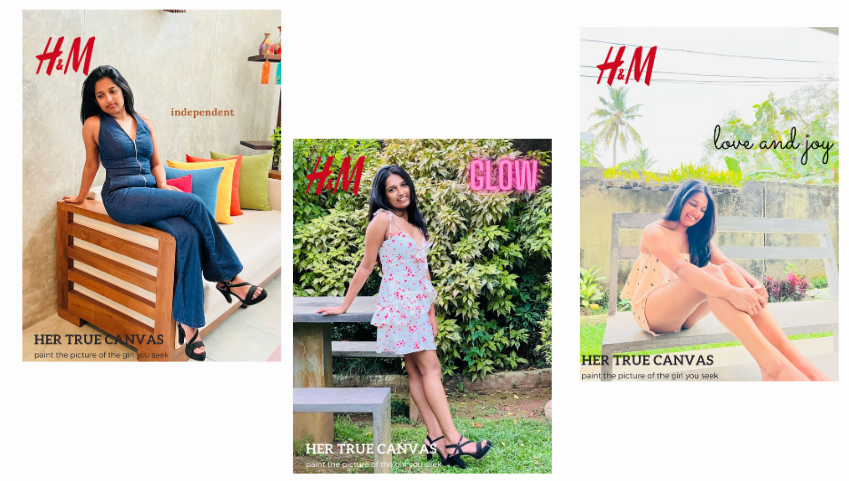 H&M
independent
HER TRUE CANVAS
paint the picture of the girl you seek
H&M
GLOW
HER TRUE CANVAS
paint the picture of the girl you seek
H&M
love and joy
HER TRUE CANVAS
paint the picture of the girl you seek